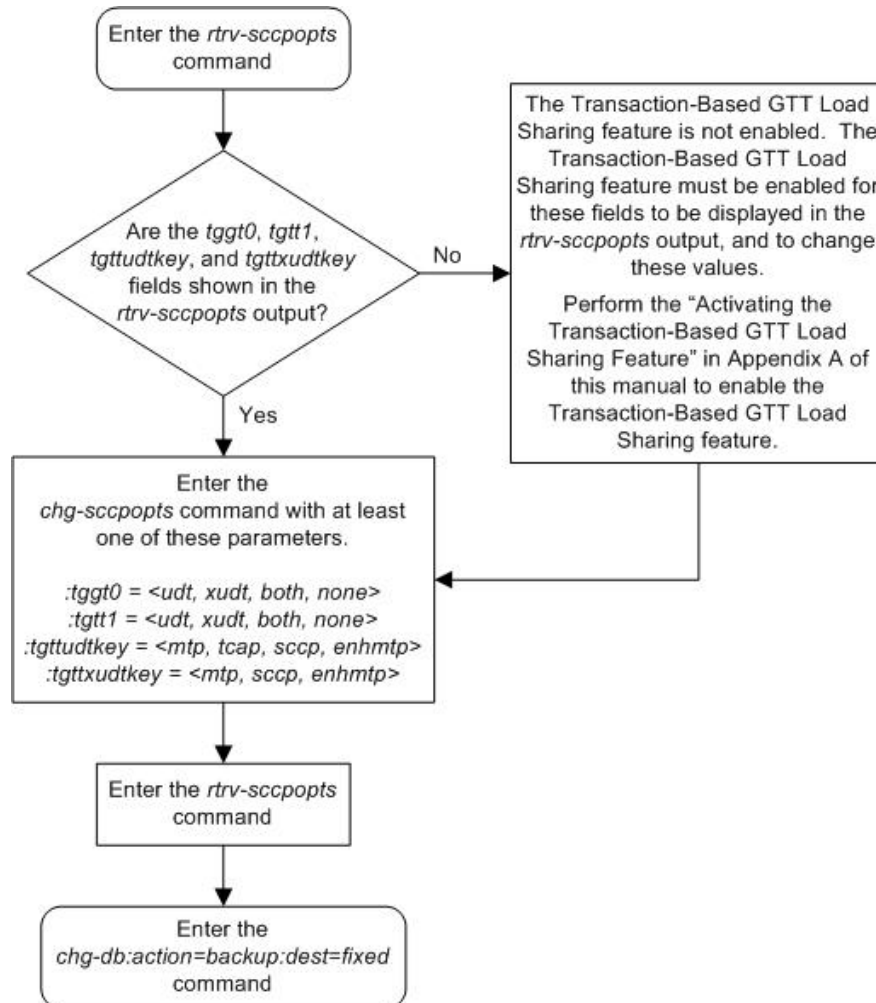 Enter the rtrv-sccpopts
command
Are the tggt0, tgtt1,
tgttudtkey, and tgttxudtkey
fields shown in the
rtrv-sccpopts output?
No
The Transaction-Based GTT Load
Sharing feature is not enabled. The
Transaction-Based GTT Load
Sharing feature must be enabled for
these fields to be displayed in the
rtrv-sccpopts output, and to change
these values.
Perform the “Activating the
Transaction-Based GTT Load
Sharing Feature” in Appendix A of
this manual to enable the
Transaction-Based GTT Load
Sharing feature.
Yes
Enter the
chg-sccpopts command with at least
one of these parameters.
:tggt0 = <udt, xudt, both, none>
:tgtt1 = <udt, xudt, both, none>
:tgttudtkey = <mtp, tcap, sccp, enhmtp>
:tgttxudtkey = <mtp, sccp, enhmtp>
Enter the rtrv-sccpopts
command
Enter the
chg-db:action=backup:dest=fixed
command